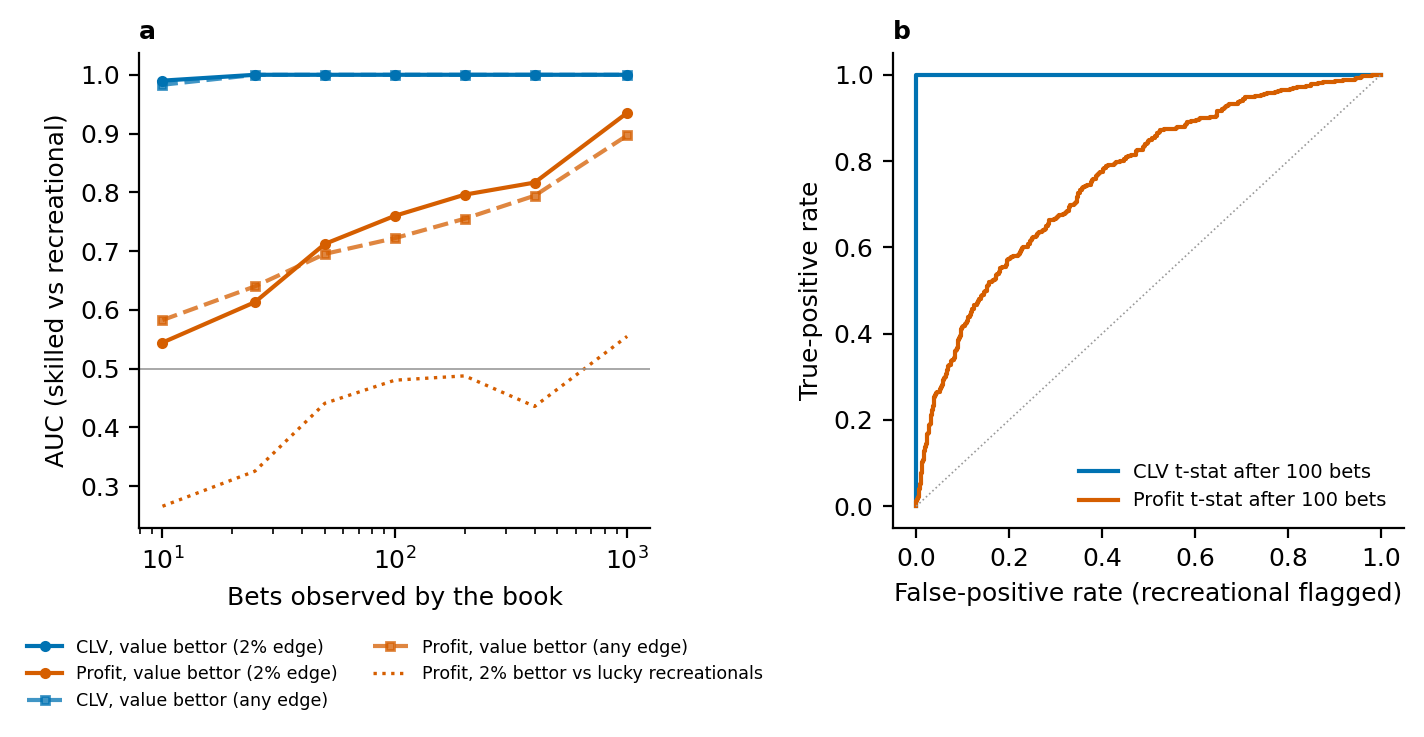 a
1.0
0.9
0.8
0.7
0.6
0.5
0.4
0.3
AUC (skilled vs recreational)
10¹ 10² 10³
Bets observed by the book
CLV, value bettor (2% edge)
Profit, value bettor (2% edge)
CLV, value bettor (any edge)
Profit, value bettor (any edge)
Profit, 2% bettor vs lucky recreationals
b
1.0
0.8
0.6
0.4
0.2
0.0
True-positive rate
CLV t-stat after 100 bets
Profit t-stat after 100 bets
0.0 0.2 0.4 0.6 0.8 1.0
False-positive rate (recreational flagged)